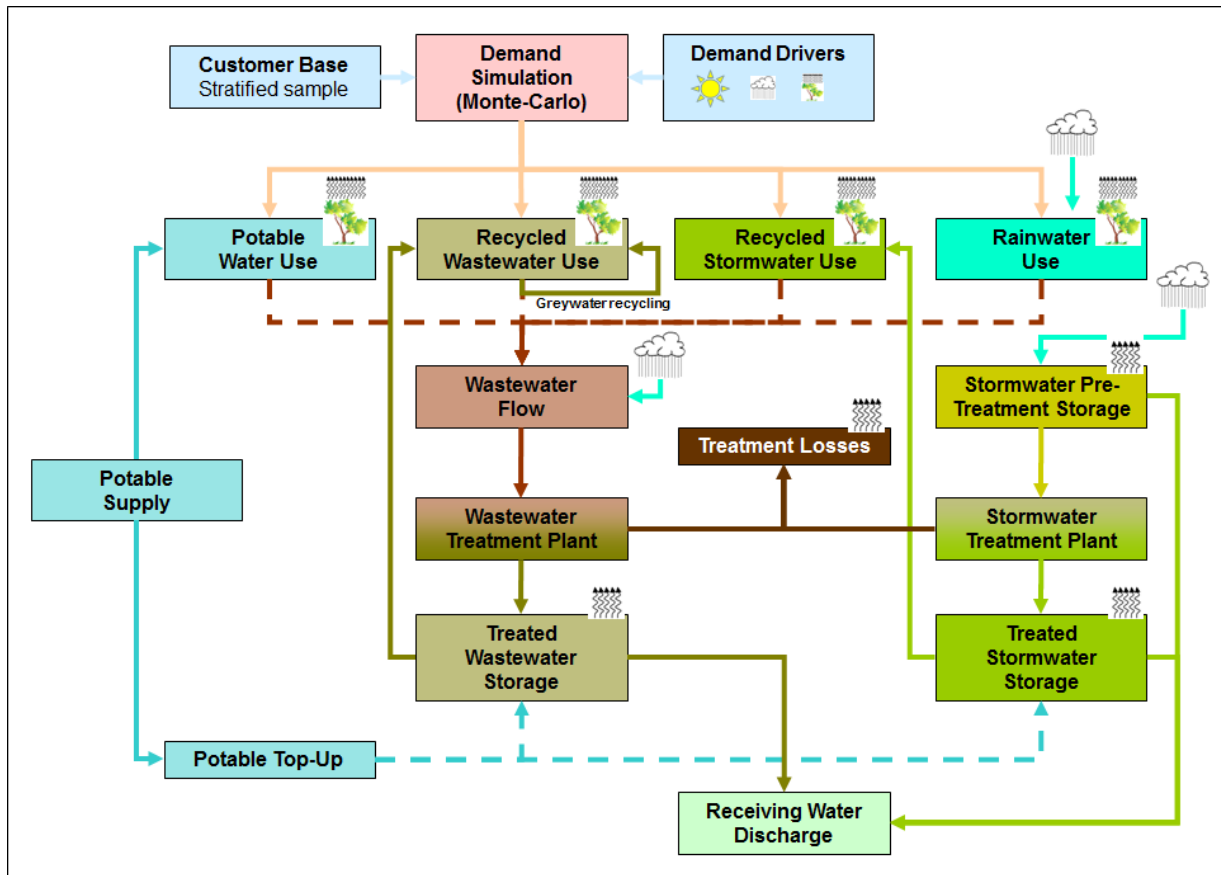 Customer Base
Stratified sample
Demand
Simulation
(Monte-Carlo)
Demand Drivers
Potable
Water Use
Recycled
Wastewater Use
Recycled
Stormwater Use
Rainwater
Use
Greywater recycling
Wastewater
Flow
Stormwater Pre-
Treatment Storage
Treatment Losses
Potable
Supply
Wastewater
Treatment Plant
Stormwater
Treatment Plant
Treated
Wastewater
Storage
Treated
Stormwater
Storage
Potable Top-Up
Receiving Water
Discharge